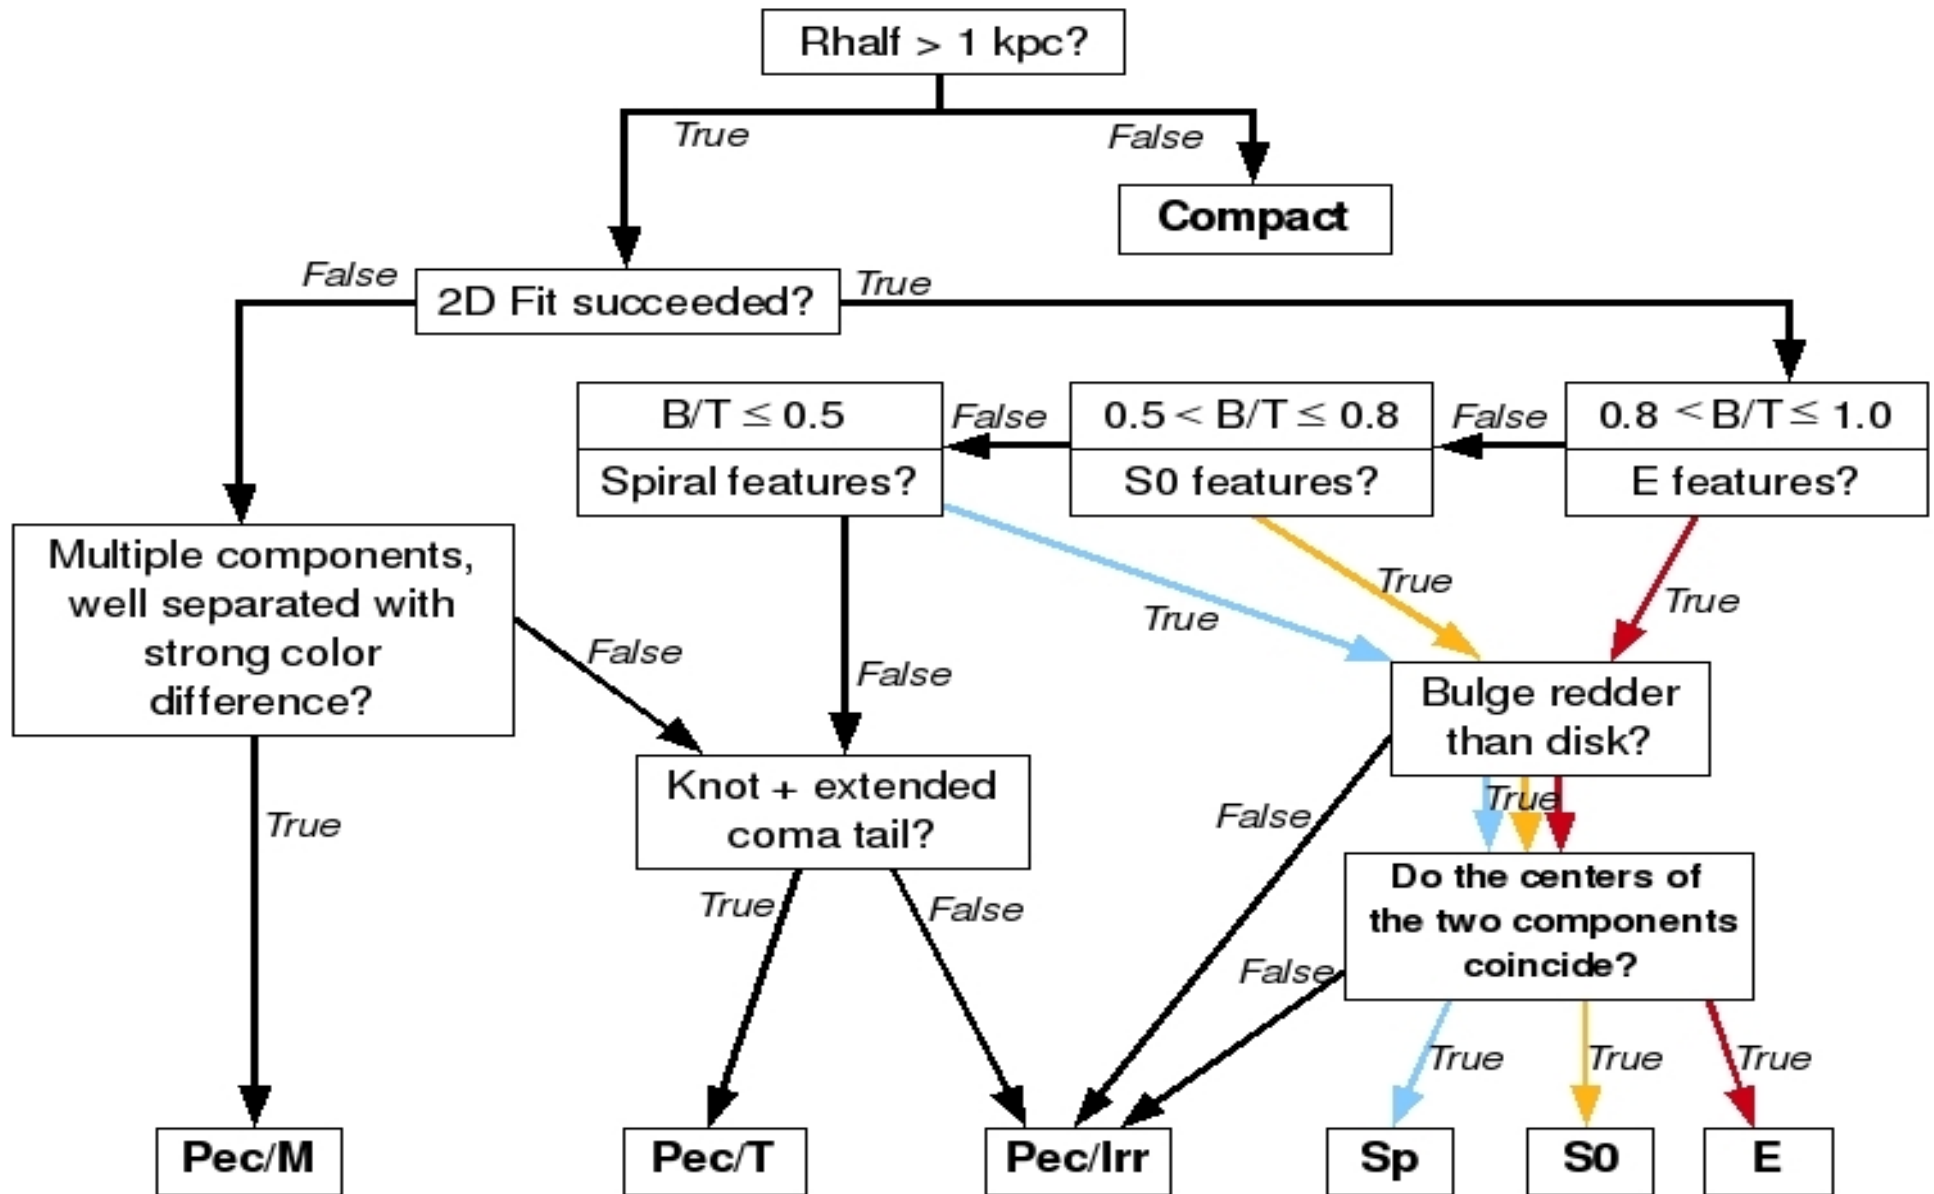 Rhalf > 1 kpc?
True
False
Compact
False
2D Fit succeeded?
True
B/T ≤ 0.5
Spiral features?
False
0.5 < B/T ≤ 0.8
S0 features?
False
0.8 < B/T ≤ 1.0
E features?
Multiple components,
well separated with
strong color
difference?
False
False
True
True
True
Bulge redder
than disk?
True
Knot + extended
coma tail?
False
True
Do the centers of
the two components
coincide?
True
False
False
True
True
True
Pec/M
Pec/T
Pec/Irr
Sp
S0
E